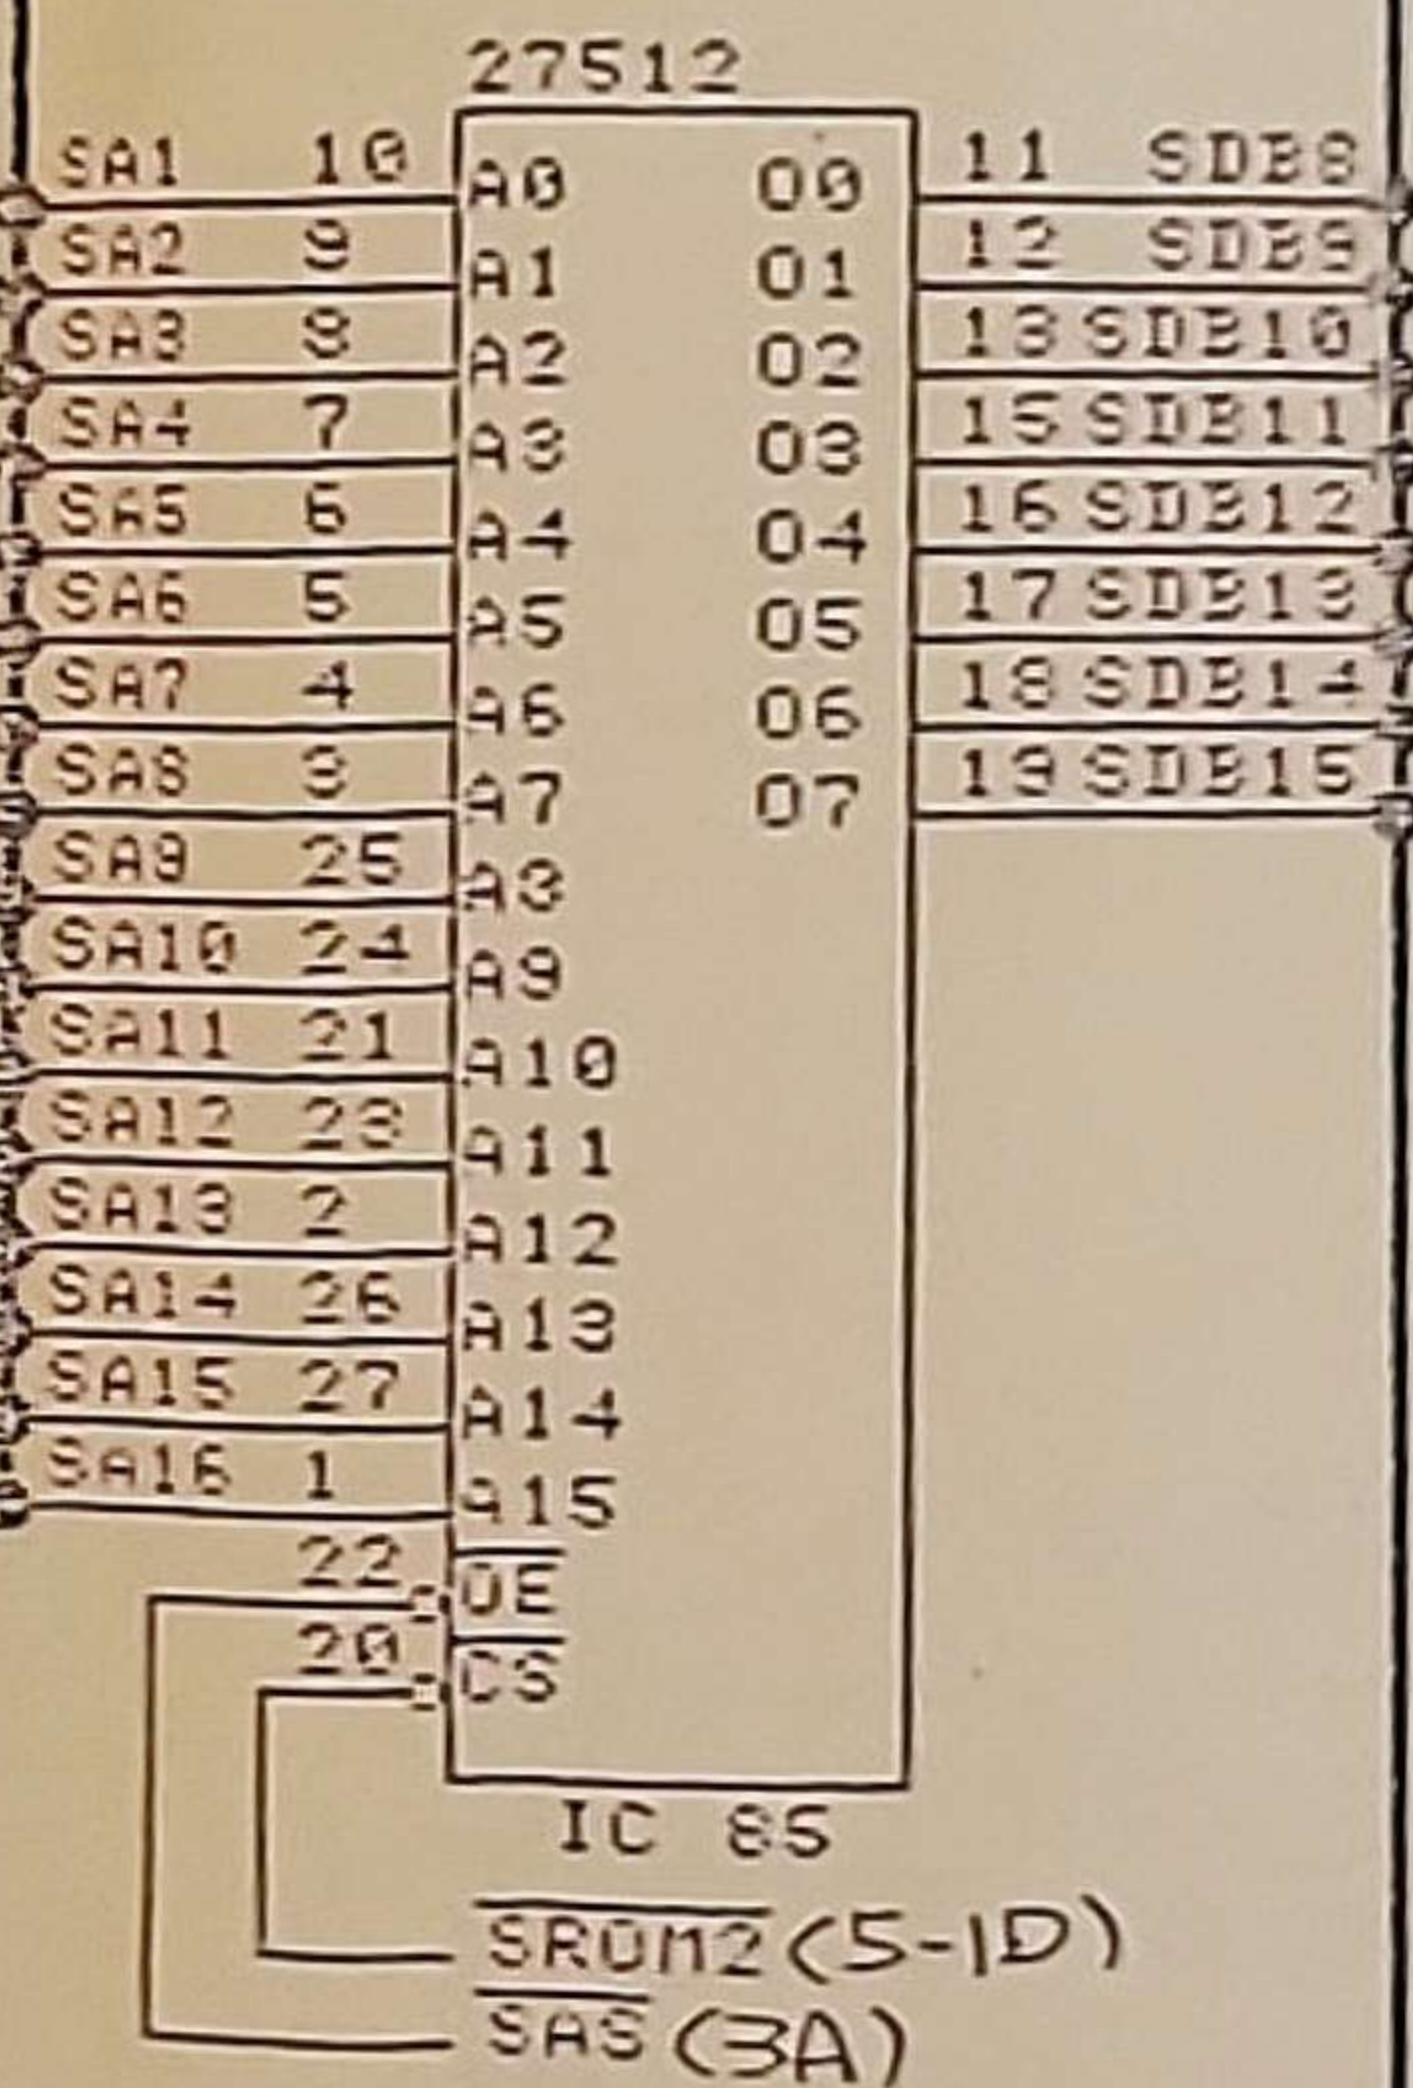 27512
SA1 10 A0 O0 11 SDB8
SA2 9 A1 O1 12 SDB9
SA3 8 A2 O2 13 SDB10
SA4 7 A3 O3 15 SDB11
SA5 6 A4 O4 16 SDB12
SA6 5 A5 O5 17 SDB13
SA7 4 A6 O6 18 SDB14
SA8 3 A7 O7 19 SDB15
SA9 25 A8
SA10 24 A9
SA11 21 A10
SA12 23 A11
SA13 2 A12
SA14 26 A13
SA15 27 A14
SA16 1 A15
22 OE
20 CS
IC 85
SROM2 (5-1D)
SAS (3A)